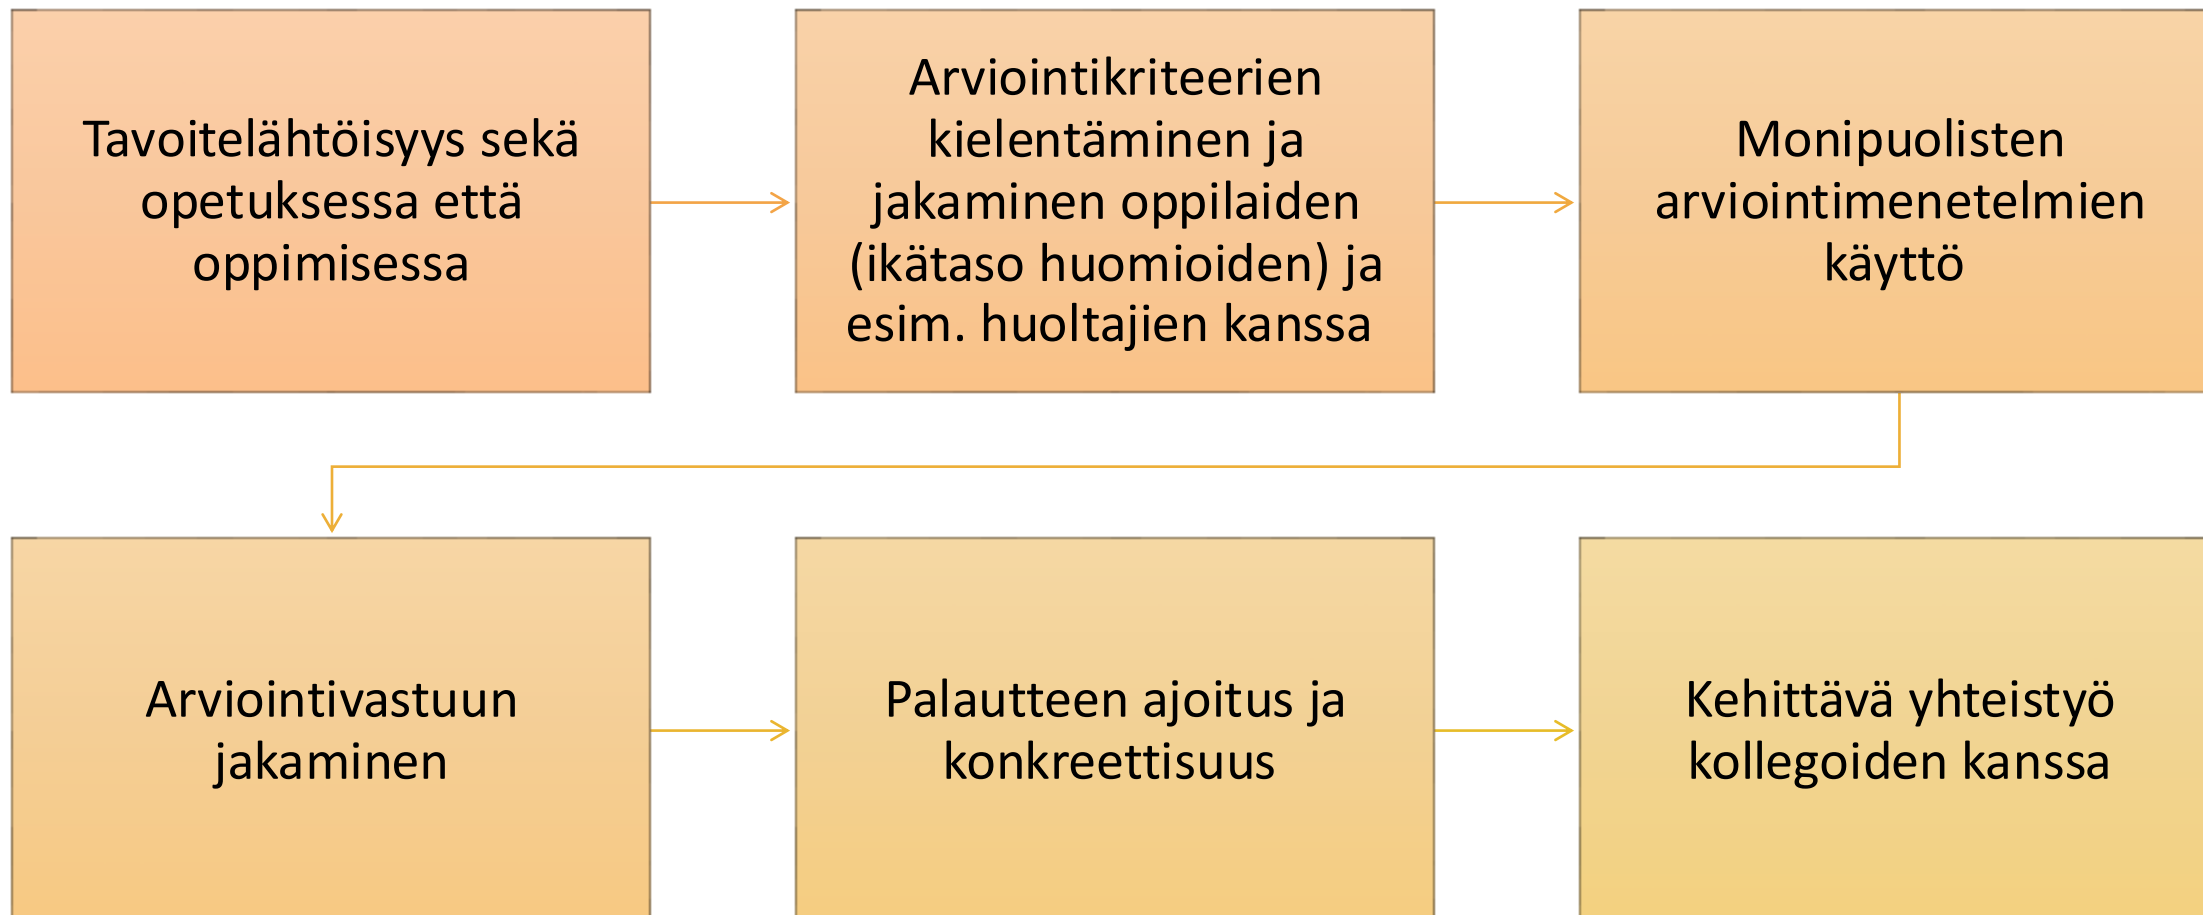 Tavoitelähtöisyys sekä
opetuksessa että
oppimisessa
Arviointikriteerien
kielentäminen ja
jakaminen oppilaiden
(ikätaso huomioiden) ja
esim. huoltajien kanssa
Monipuolisten
arviointimenetelmien
käyttö
Arviointivastuun
jakaminen
Palautteen ajoitus ja
konkreettisuus
Kehittävä yhteistyö
kollegoiden kanssa